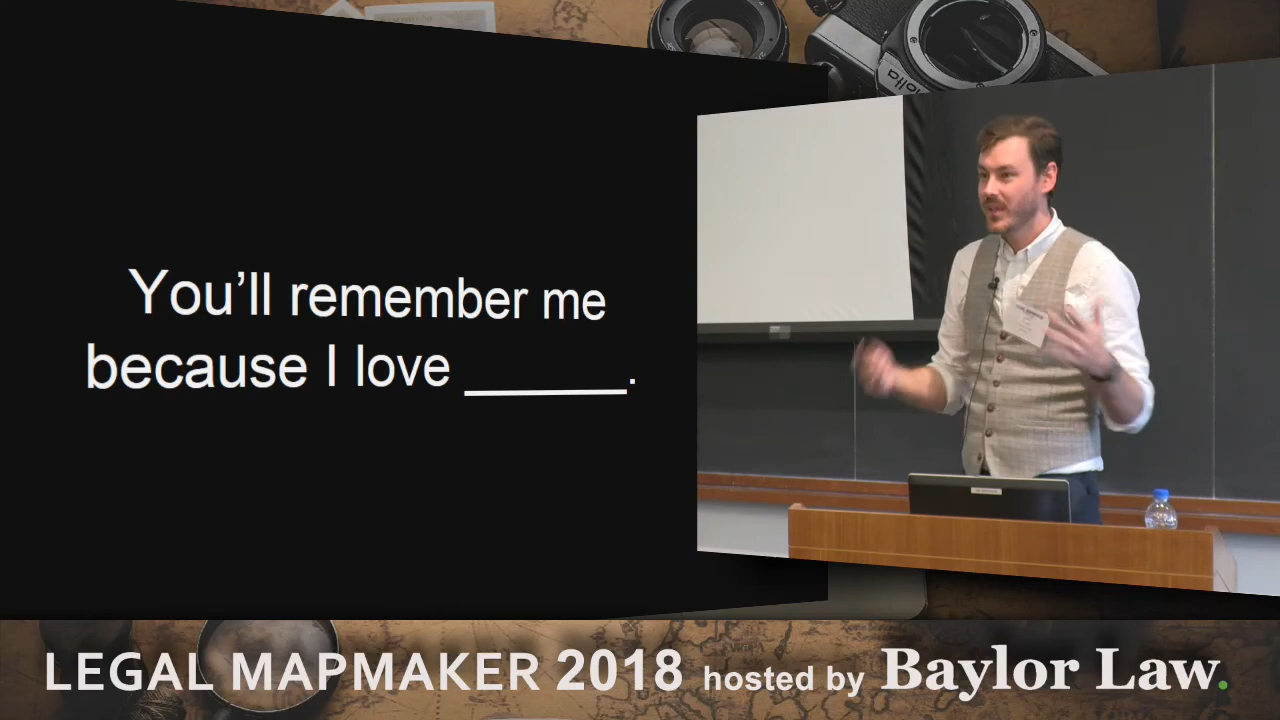 You’ll remember me
because I love ______.
LEGAL MAPMAKER 2018 hosted by Baylor Law.